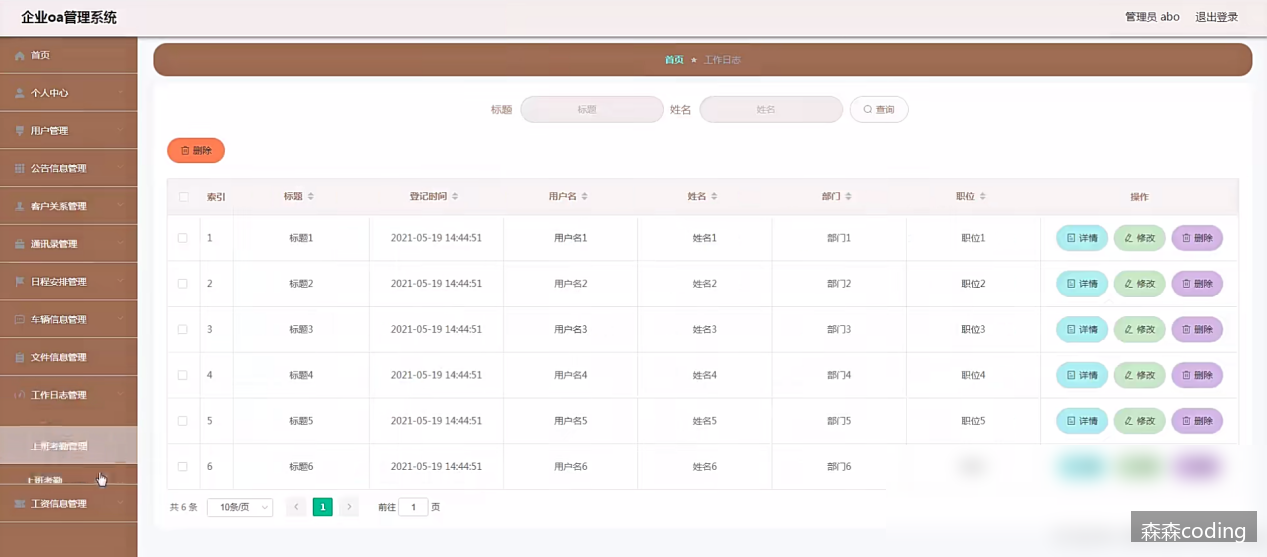 企业oa管理系统
管理员 abo 退出登录
首页
个人中心
用户管理
公告信息管理
客户关系管理
通讯录管理
日程安排管理
车辆信息管理
文件信息管理
工作日志管理
上班考勤管理
上班考勤
工资信息管理
首页 ★ 工作日志
标题 标题 姓名 姓名 查询
删除
索引 标题 登记时间 用户名 姓名 部门 职位 操作
1 标题1 2021-05-19 14:44:51 用户名1 姓名1 部门1 职位1 详情 修改 删除
2 标题2 2021-05-19 14:44:51 用户名2 姓名2 部门2 职位2 详情 修改 删除
3 标题3 2021-05-19 14:44:51 用户名3 姓名3 部门3 职位3 详情 修改 删除
4 标题4 2021-05-19 14:44:51 用户名4 姓名4 部门4 职位4 详情 修改 删除
5 标题5 2021-05-19 14:44:51 用户名5 姓名5 部门5 职位5 详情 修改 删除
6 标题6 2021-05-19 14:44:51 用户名6 姓名6 部门6
共 6 条 10条/页 1 前往 1 页
森森coding